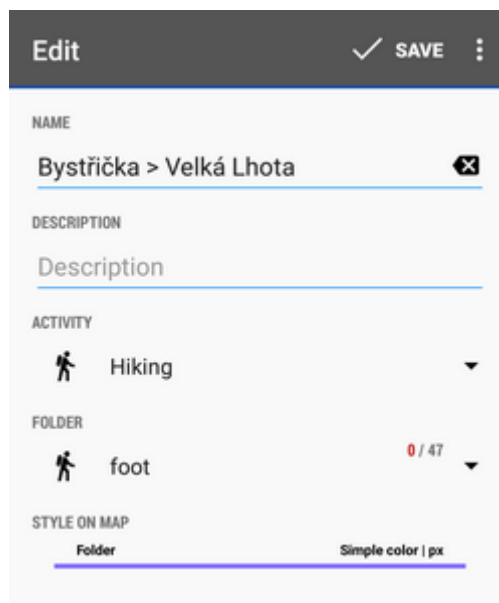 Edit
SAVE
NAME
Bystřička > Velká Lhota
DESCRIPTION
Description
ACTIVITY
Hiking
FOLDER
foot
0 / 47
STYLE ON MAP
Folder
Simple color | px